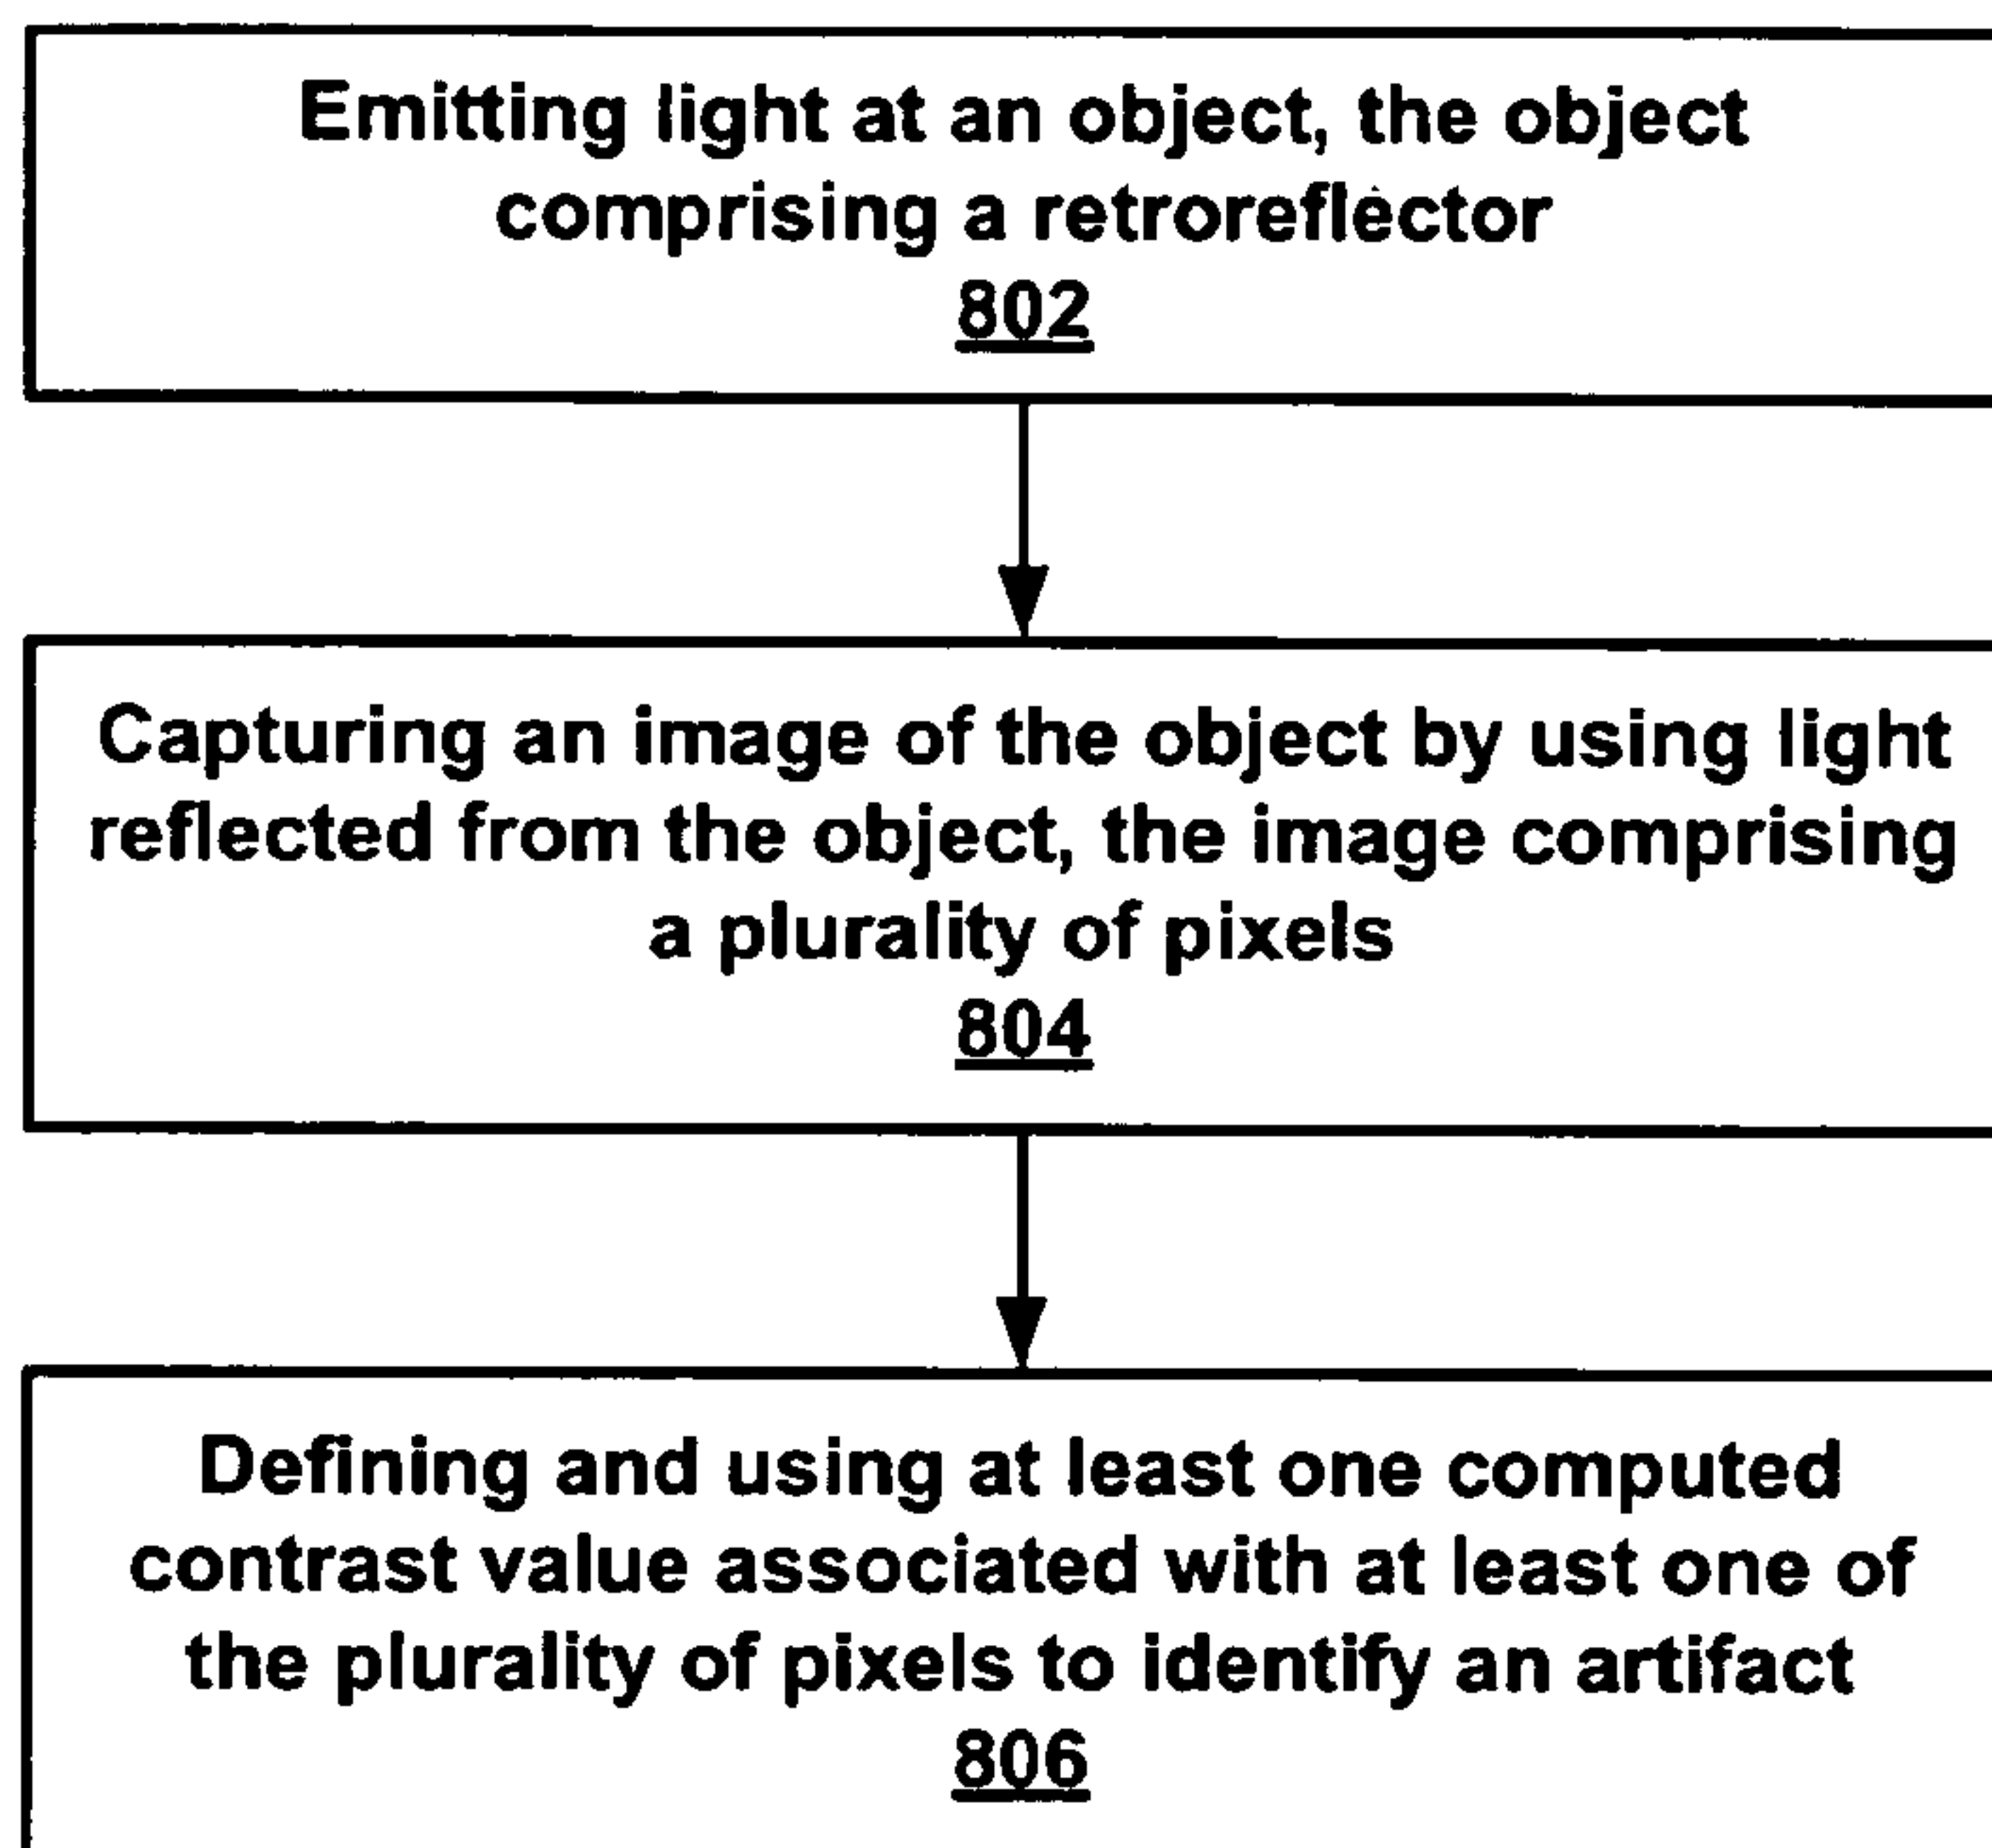 Emitting light at an object, the object
comprising a retroreflector
802
Capturing an image of the object by using light
reflected from the object, the image comprising
a plurality of pixels
804
Defining and using at least one computed
contrast value associated with at least one of
the plurality of pixels to identify an artifact
806